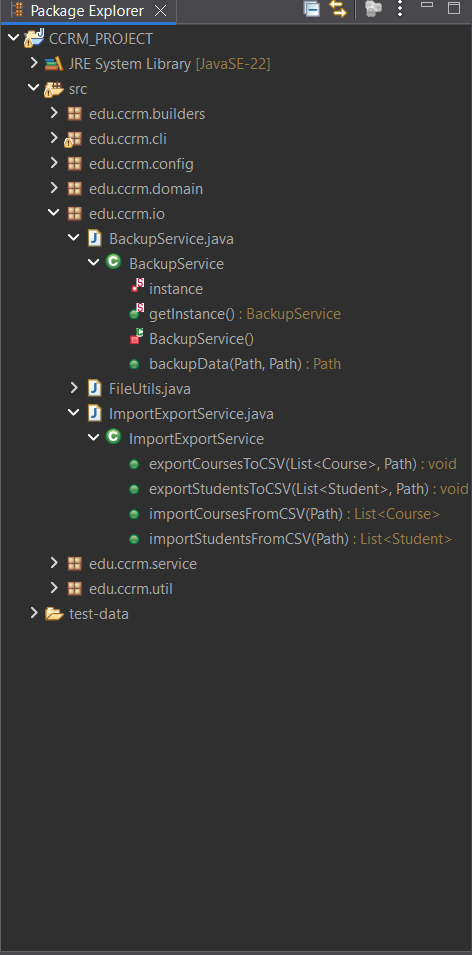 Package Explorer
CCRM_PROJECT
JRE System Library [JavaSE-22]
src
edu.ccrm.builders
edu.ccrm.cli
edu.ccrm.config
edu.ccrm.domain
edu.ccrm.io
BackupService.java
BackupService
instance
getInstance() : BackupService
BackupService()
backupData(Path, Path) : Path
FileUtils.java
ImportExportService.java
ImportExportService
exportCoursesToCSV(List<Course>, Path) : void
exportStudentsToCSV(List<Student>, Path) : void
importCoursesFromCSV(Path) : List<Course>
importStudentsFromCSV(Path) : List<Student>
edu.ccrm.service
edu.ccrm.util
test-data